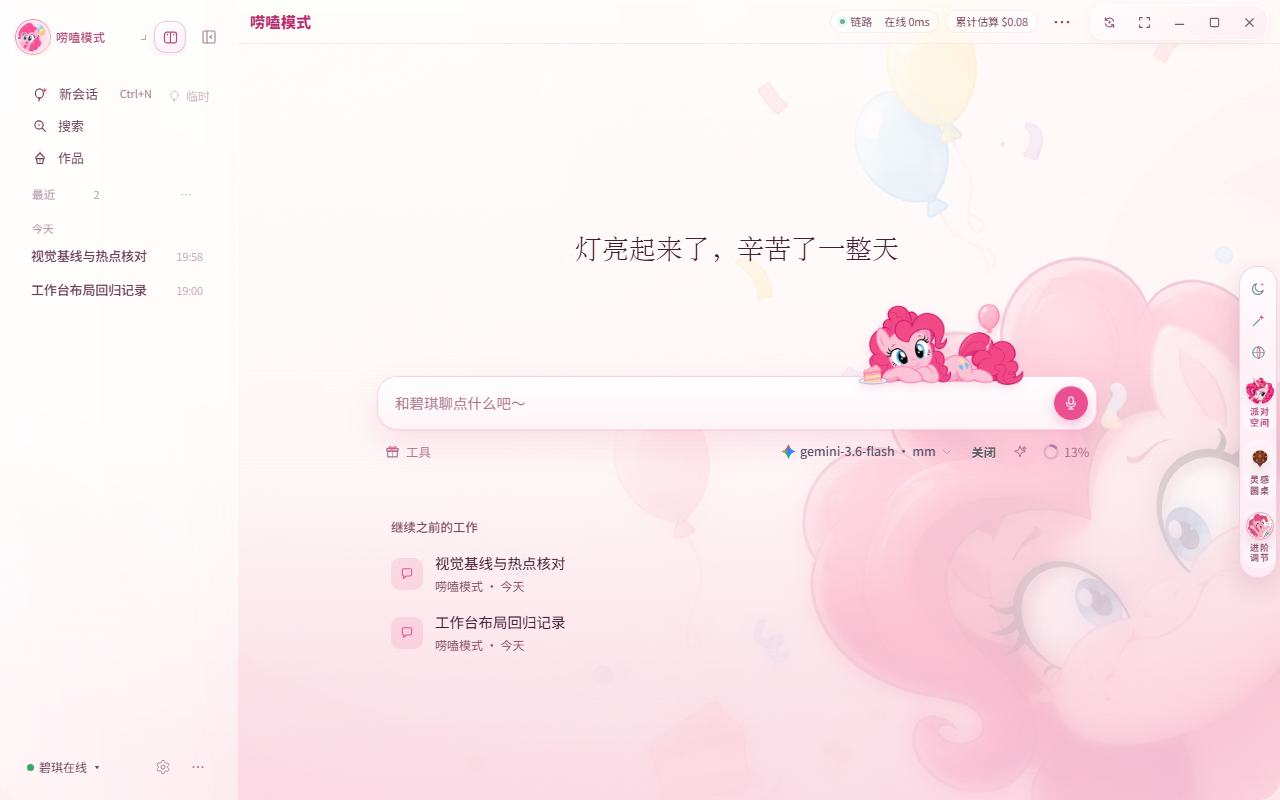 唠嗑模式
新会话 Ctrl+N 临时
搜索
作品
最近 2 ...
今天
视觉基线与热点核对 19:58
工作台布局回归记录 19:00
碧琪在线
唠嗑模式
链路 在线 0ms
累计估算 $0.08
灯亮起来了，辛苦了一整天
和碧琪聊点什么吧～
工具
gemini-3.6-flash · mm
关闭
13%
继续之前的工作
视觉基线与热点核对
唠嗑模式 · 今天
工作台布局回归记录
唠嗑模式 · 今天
派对
空间
灵感
圆桌
进阶
调节